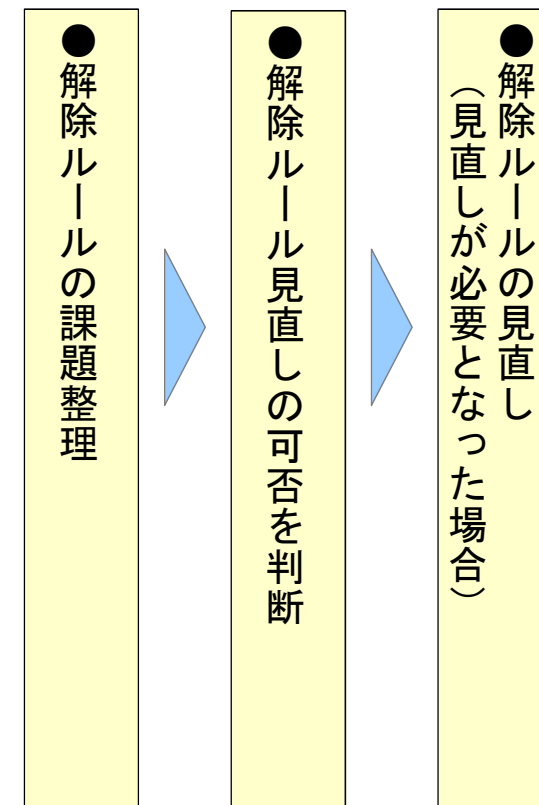 ●解除ルールの課題整理
●解除ルール見直しの可否を判断
●解除ルールの見直し
（見直しが必要となった場合）